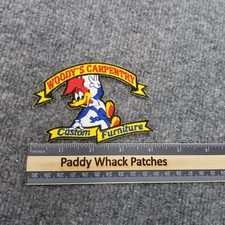 WOODY'S CARPENTRY
Custom Furniture
Paddy Whack Patches